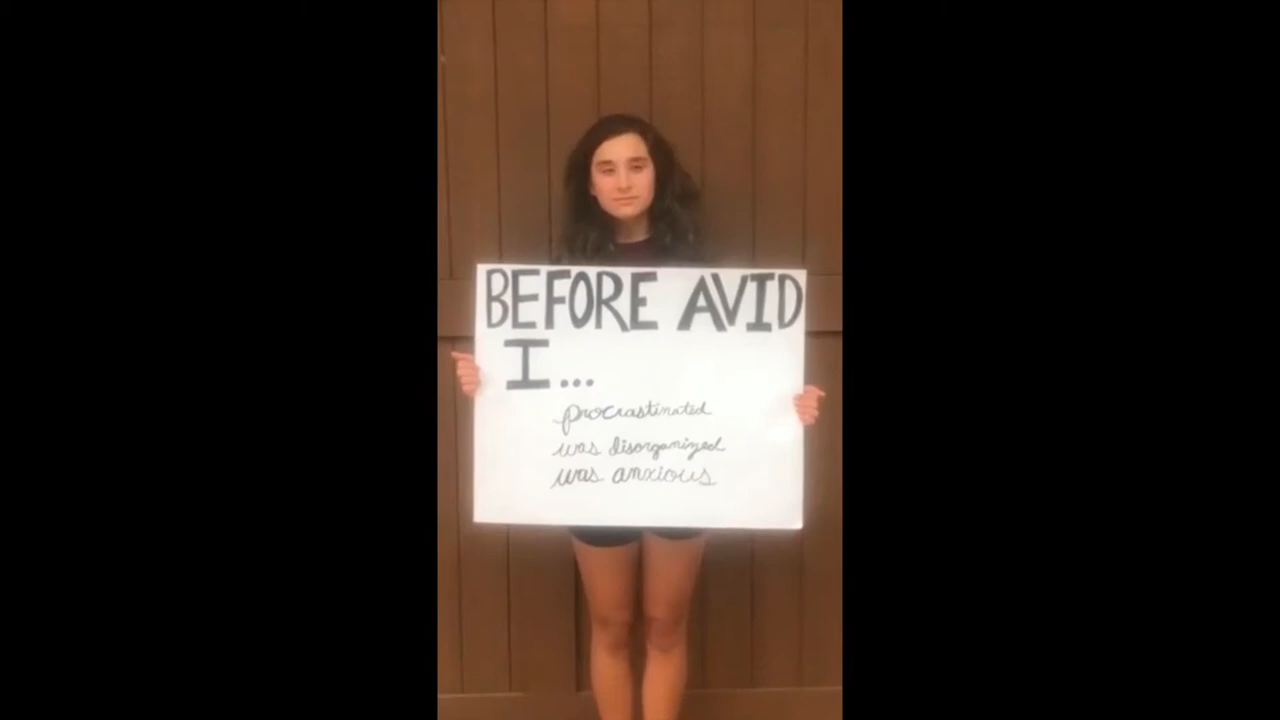 BEFORE AVID
I...
procrastinated
was disorganized
was anxious